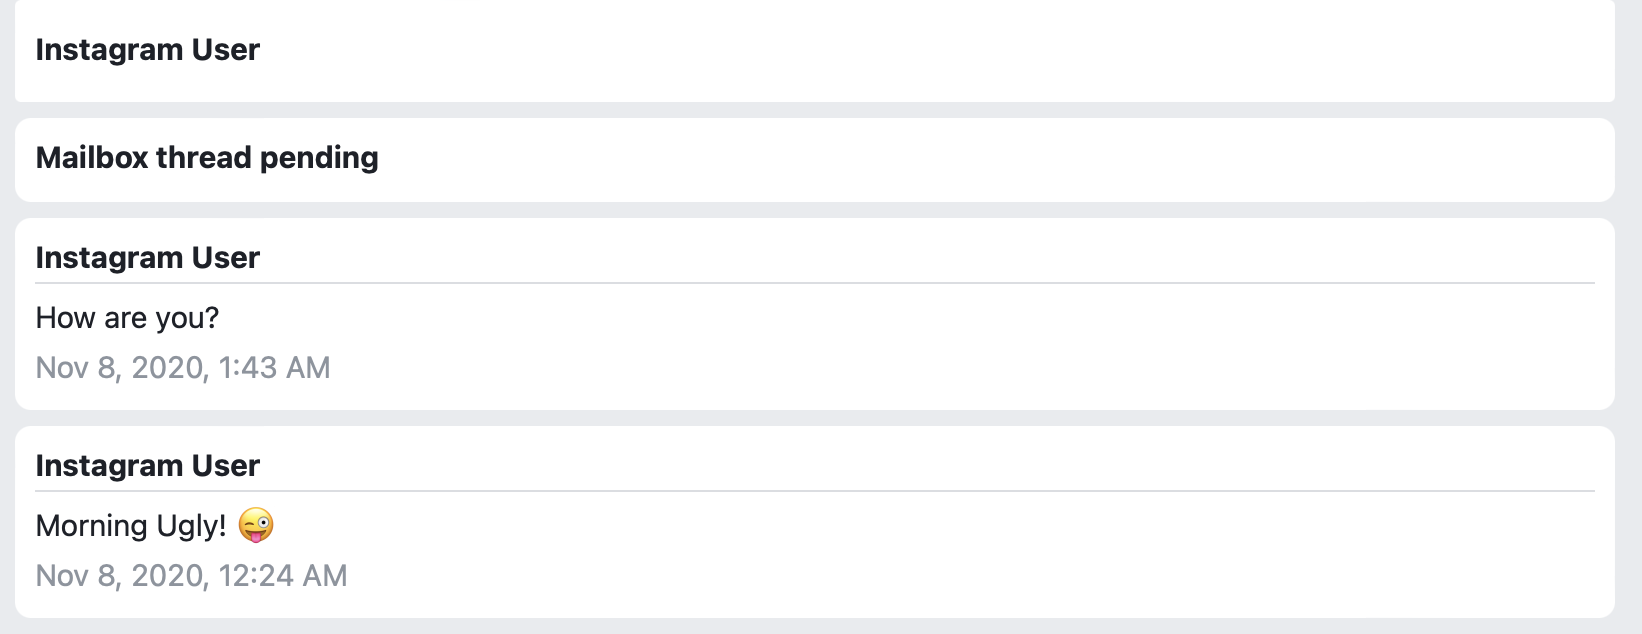 Instagram User
Mailbox thread pending
Instagram User
How are you?
Nov 8, 2020, 1:43 AM
Instagram User
Morning Ugly! 😜
Nov 8, 2020, 12:24 AM